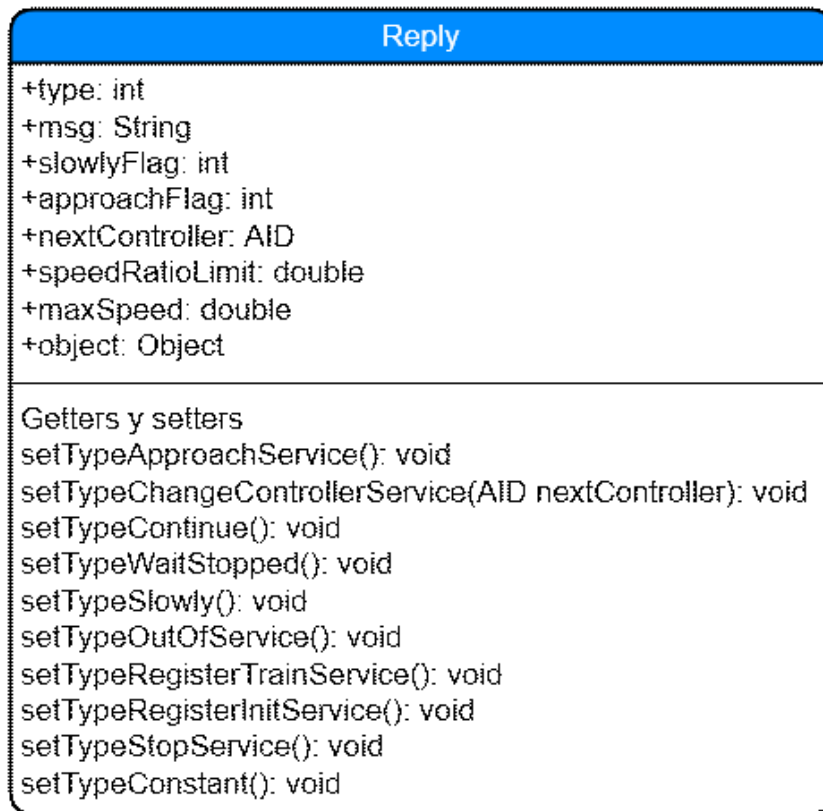 Reply
+type: int
+msg: String
+slowlyFlag: int
+approachFlag: int
+nextController: AID
+speedRatioLimit: double
+maxSpeed: double
+object: Object
Getters y setters
setTypeApproachService(): void
setTypeChangeControllerService(AID nextController): void
setTypeContinue(): void
setTypeWaitStopped(): void
setTypeSlowly(): void
setTypeOutOfService(): void
setTypeRegisterTrainService(): void
setTypeRegisterInitService(): void
setTypeStopService(): void
setTypeConstant(): void